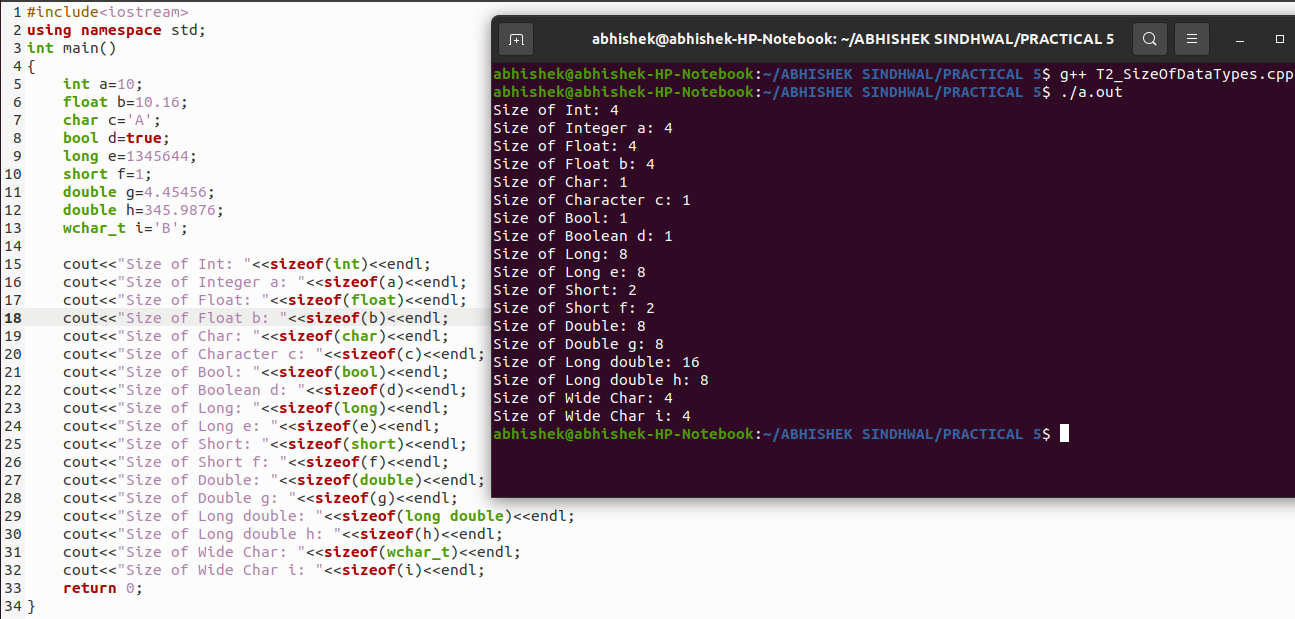 1 #include<iostream>
2 using namespace std;
3 int main()
4 {
5     int a=10;
6     float b=10.16;
7     char c='A';
8     bool d=true;
9     long e=1345644;
10     short f=1;
11     double g=4.45456;
12     double h=345.9876;
13     wchar_t i='B';
14
15     cout<<"Size of Int: "<<sizeof(int)<<endl;
16     cout<<"Size of Integer a: "<<sizeof(a)<<endl;
17     cout<<"Size of Float: "<<sizeof(float)<<endl;
18     cout<<"Size of Float b: "<<sizeof(b)<<endl;
19     cout<<"Size of Char: "<<sizeof(char)<<endl;
20     cout<<"Size of Character c: "<<sizeof(c)<<endl;
21     cout<<"Size of Bool: "<<sizeof(bool)<<endl;
22     cout<<"Size of Boolean d: "<<sizeof(d)<<endl;
23     cout<<"Size of Long: "<<sizeof(long)<<endl;
24     cout<<"Size of Long e: "<<sizeof(e)<<endl;
25     cout<<"Size of Short: "<<sizeof(short)<<endl;
26     cout<<"Size of Short f: "<<sizeof(f)<<endl;
27     cout<<"Size of Double: "<<sizeof(double)<<endl;
28     cout<<"Size of Double g: "<<sizeof(g)<<endl;
29     cout<<"Size of Long double: "<<sizeof(long double)<<endl;
30     cout<<"Size of Long double h: "<<sizeof(h)<<endl;
31     cout<<"Size of Wide Char: "<<sizeof(wchar_t)<<endl;
32     cout<<"Size of Wide Char i: "<<sizeof(i)<<endl;
33     return 0;
34 }
abhishek@abhishek-HP-Notebook: ~/ABHISHEK SINDHWAL/PRACTICAL 5
abhishek@abhishek-HP-Notebook:~/ABHISHEK SINDHWAL/PRACTICAL 5$ g++ T2_SizeOfDataTypes.cpp
abhishek@abhishek-HP-Notebook:~/ABHISHEK SINDHWAL/PRACTICAL 5$ ./a.out
Size of Int: 4
Size of Integer a: 4
Size of Float: 4
Size of Float b: 4
Size of Char: 1
Size of Character c: 1
Size of Bool: 1
Size of Boolean d: 1
Size of Long: 8
Size of Long e: 8
Size of Short: 2
Size of Short f: 2
Size of Double: 8
Size of Double g: 8
Size of Long double: 16
Size of Long double h: 8
Size of Wide Char: 4
Size of Wide Char i: 4
abhishek@abhishek-HP-Notebook:~/ABHISHEK SINDHWAL/PRACTICAL 5$